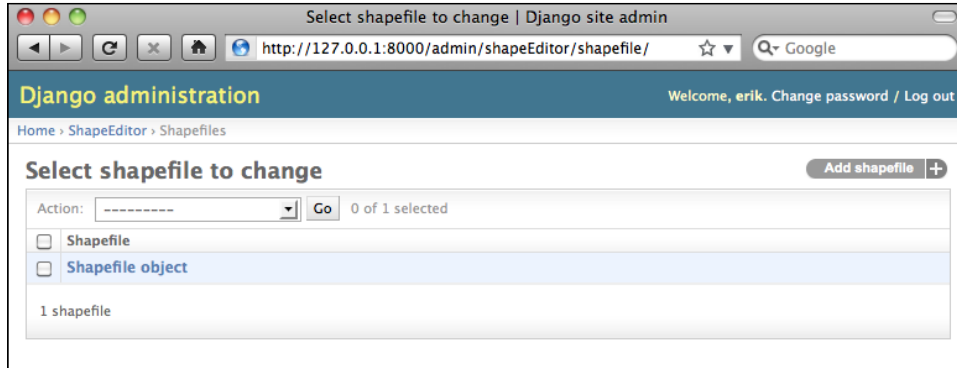 Select shapefile to change | Django site admin
http://127.0.0.1:8000/admin/shapeEditor/shapefile/
Google
Django administration
Welcome, erik. Change password / Log out
Home › ShapeEditor › Shapefiles
Select shapefile to change
Add shapefile +
Action: --------- Go 0 of 1 selected
Shapefile
Shapefile object
1 shapefile